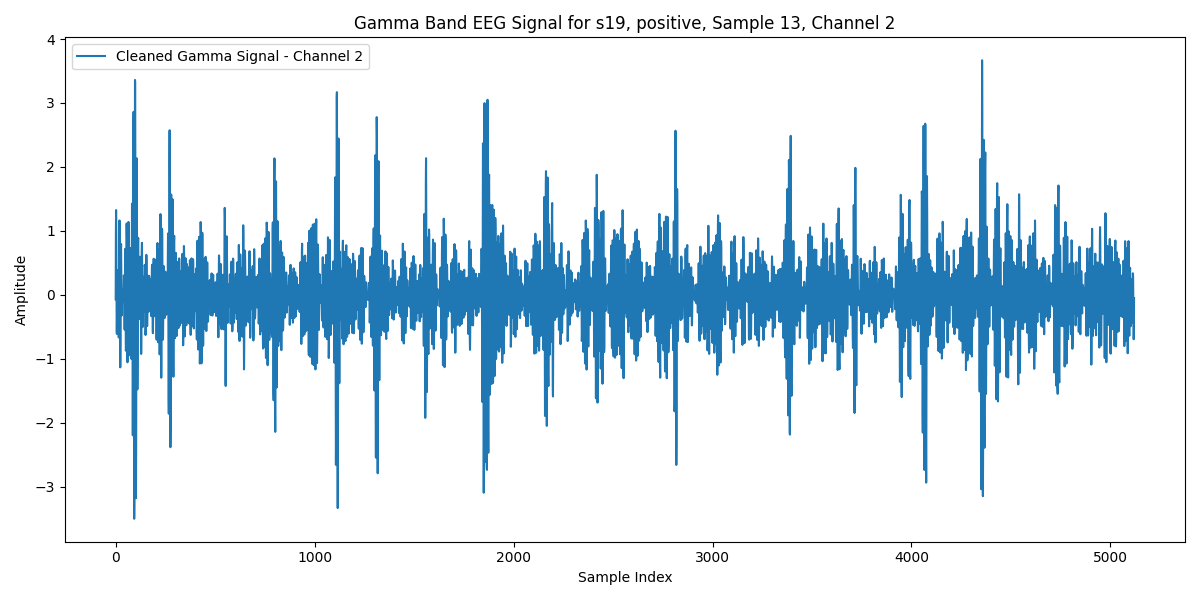 Gamma Band EEG Signal for s19, positive, Sample 13, Channel 2
Cleaned Gamma Signal - Channel 2
Amplitude
4
3
2
1
0
−1
−2
−3
0 1000 2000 3000 4000 5000
Sample Index